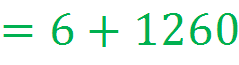 = 6 + 1260